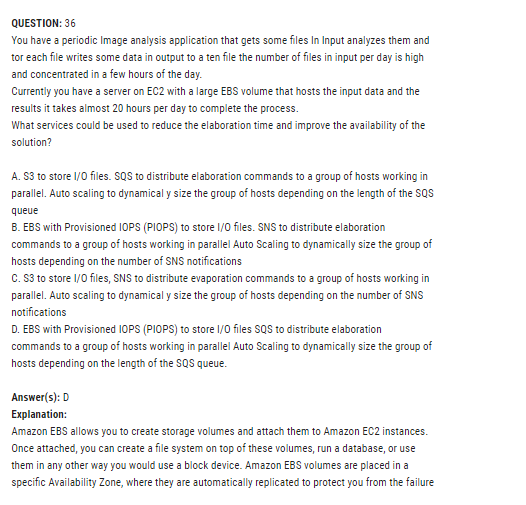 QUESTION: 36
You have a periodic Image analysis application that gets some files In Input analyzes them and
tor each file writes some data in output to a ten file the number of files in input per day is high
and concentrated in a few hours of the day.
Currently you have a server on EC2 with a large EBS volume that hosts the input data and the
results it takes almost 20 hours per day to complete the process.
What services could be used to reduce the elaboration time and improve the availability of the
solution?
A. S3 to store I/O files. SQS to distribute elaboration commands to a group of hosts working in
parallel. Auto scaling to dynamical y size the group of hosts depending on the length of the SQS
queue
B. EBS with Provisioned IOPS (PIOPS) to store I/O files. SNS to distribute elaboration
commands to a group of hosts working in parallel Auto Scaling to dynamically size the group of
hosts depending on the number of SNS notifications
C. S3 to store I/O files, SNS to distribute evaporation commands to a group of hosts working in
parallel. Auto scaling to dynamical y size the group of hosts depending on the number of SNS
notifications
D. EBS with Provisioned IOPS (PIOPS) to store I/O files SQS to distribute elaboration
commands to a group of hosts working in parallel Auto Scaling to dynamically size the group of
hosts depending on the length of the SQS queue.
Answer(s): D
Explanation:
Amazon EBS allows you to create storage volumes and attach them to Amazon EC2 instances.
Once attached, you can create a file system on top of these volumes, run a database, or use
them in any other way you would use a block device. Amazon EBS volumes are placed in a
specific Availability Zone, where they are automatically replicated to protect you from the failure